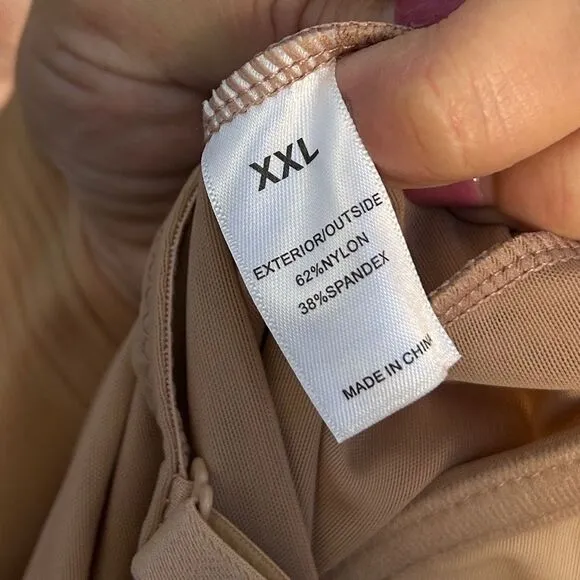 XXL
EXTERIOR/OUTSIDE
62%NYLON
38%SPANDEX
MADE IN CHINA